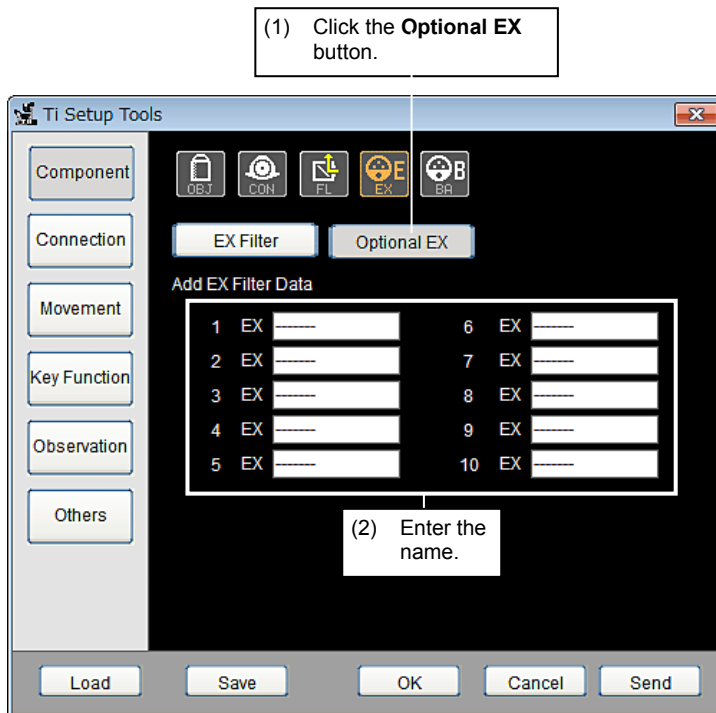 (1) Click the Optional EX
button.
Ti Setup Tools
Component
OBJ
CON
FL
E
EX
B
BA
Connection
EX Filter
Optional EX
Add EX Filter Data
Movement
1 EX -------
6 EX -------
2 EX -------
7 EX -------
Key Function
3 EX -------
8 EX -------
4 EX -------
9 EX -------
Observation
5 EX -------
10 EX -------
Others
(2) Enter the
name.
Load
Save
OK
Cancel
Send